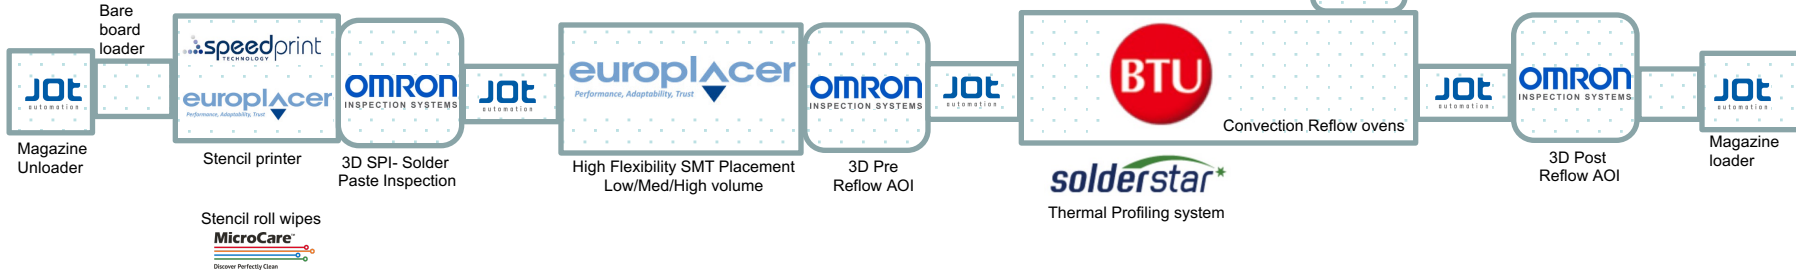 Bare
board
loader
JOt
automation
Magazine
Unloader
speedprint
TECHNOLOGY
europlacer
Performance, Adaptability, Trust
Stencil printer
Stencil roll wipes
MicroCare™
Discover Perfectly Clean
OMRON
INSPECTION SYSTEMS
3D SPI- Solder
Paste Inspection
JOt
automation
europlacer
Performance, Adaptability, Trust
High Flexibility SMT Placement
Low/Med/High volume
OMRON
INSPECTION SYSTEMS
3D Pre
Reflow AOI
JOt
automation
BTU
Convection Reflow ovens
solderstar
Thermal Profiling system
JOt
automation
OMRON
INSPECTION SYSTEMS
3D Post
Reflow AOI
JOt
automation
Magazine
loader